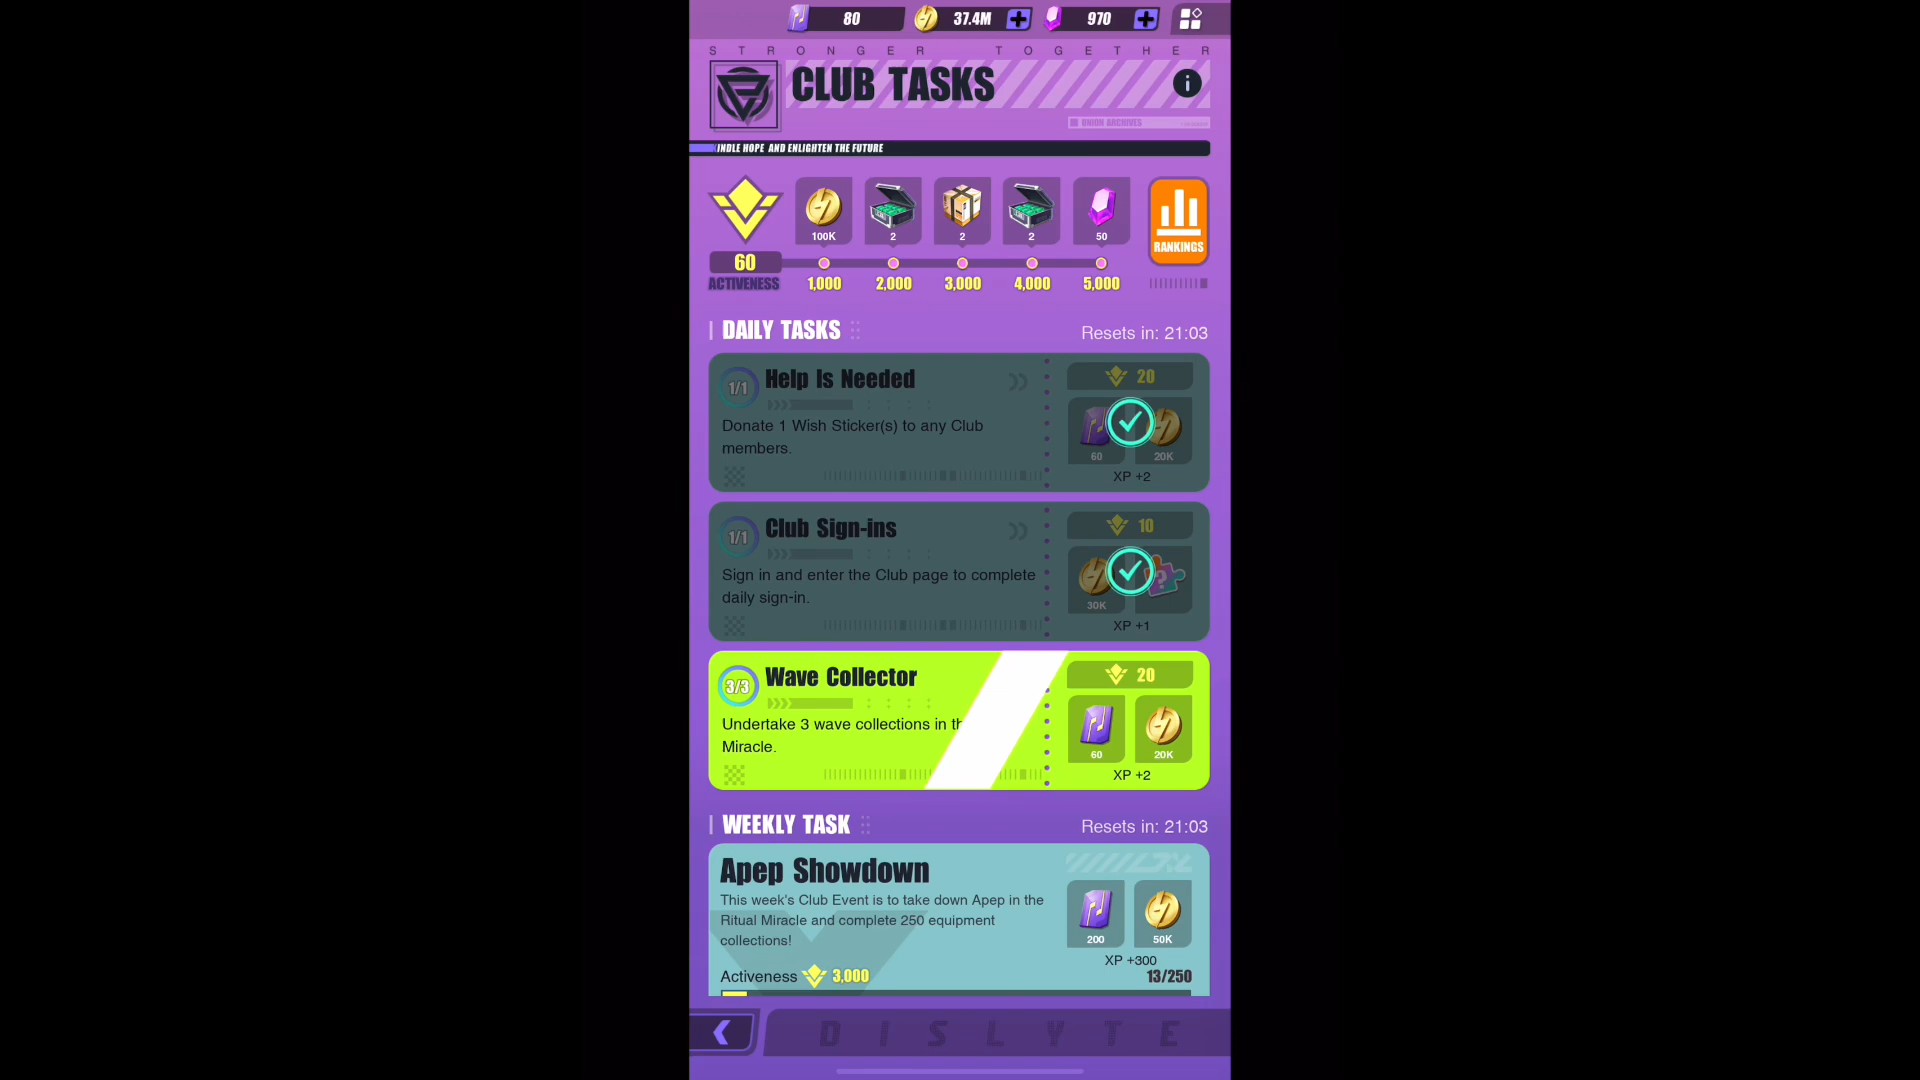 80 37.4M 970
STRONGER TOGETHER
CLUB TASKS
UNION ARCHIVES
INDLE HOPE AND ENLIGHTEN THE FUTURE
100K 2 2 2 50
RANKINGS
60
ACTIVENESS 1,000 2,000 3,000 4,000 5,000
DAILY TASKS Resets in: 21:03
1/1 Help Is Needed 20
Donate 1 Wish Sticker(s) to any Club
members.
60 20K
XP +2
1/1 Club Sign-ins 10
Sign in and enter the Club page to complete
daily sign-in.
30K
XP +1
3/3 Wave Collector 20
Undertake 3 wave collections in
Miracle.
60 20K
XP +2
WEEKLY TASK Resets in: 21:03
Apep Showdown
This week's Club Event is to take down Apep in the
Ritual Miracle and complete 250 equipment
collections!
200 50K
XP +300
Activeness 3,000 13/250
DISLYTE